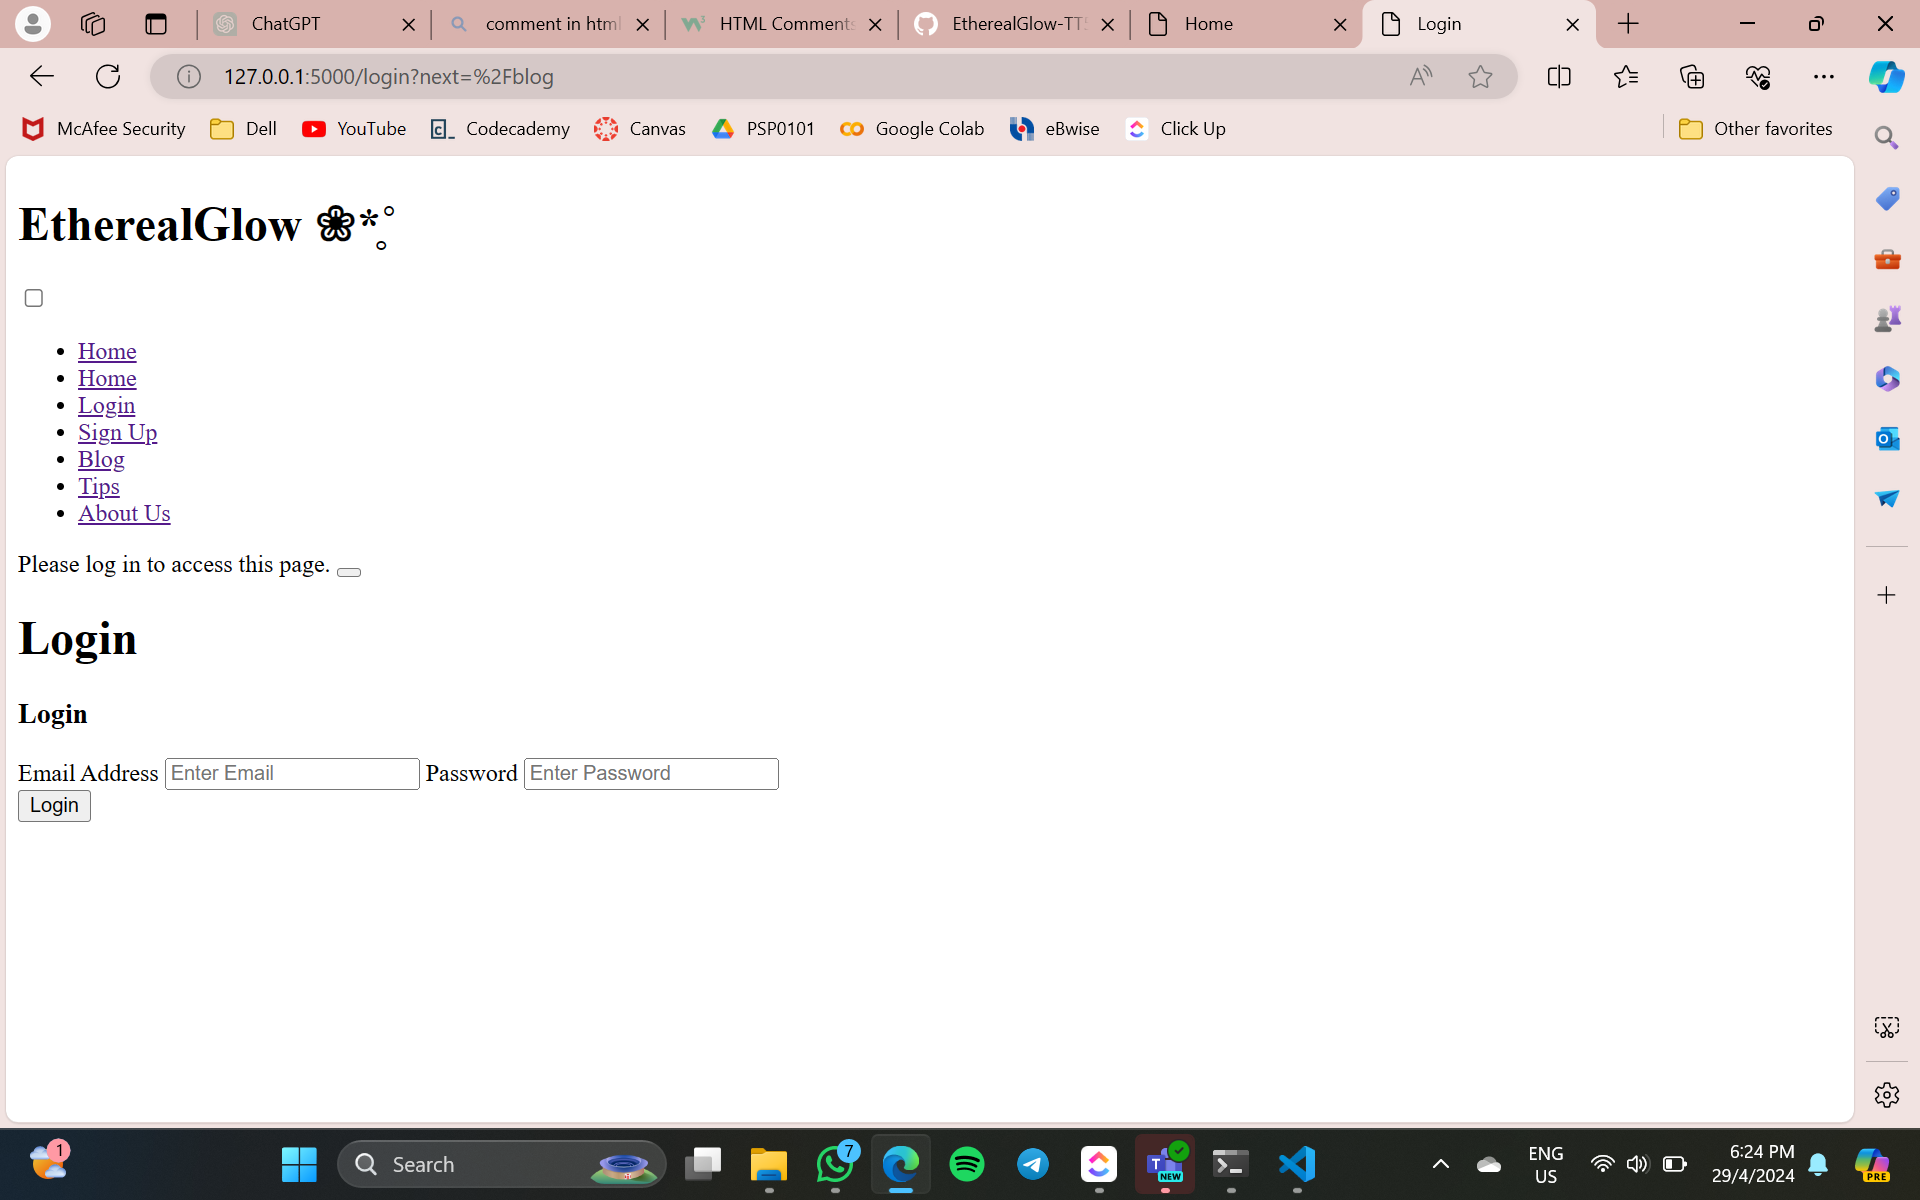 ChatGPT
comment in html
HTML Comments
EtherealGlow-TT
Home
Login
127.0.0.1:5000/login?next=%2Fblog
McAfee Security
Dell
YouTube
Codecademy
Canvas
PSP0101
Google Colab
eBwise
Click Up
Other favorites
EtherealGlow ❀*̥˚
Home
Home
Login
Sign Up
Blog
Tips
About Us
Please log in to access this page.
Login
Login
Email Address Enter Email Password Enter Password
Login
1
Search
7
NEW
ENG
US
6:24 PM
29/4/2024
PRE